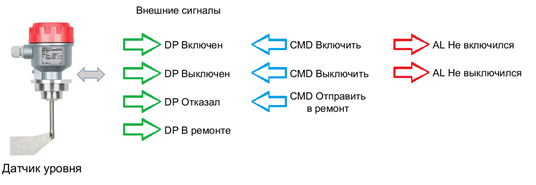 Внешние сигналы
DP Включен CMD Включить AL Не включился
DP Выключен CMD Выключить AL Не выключился
DP Отказал CMD Отправить
в ремонт
DP В ремонте
Датчик уровня